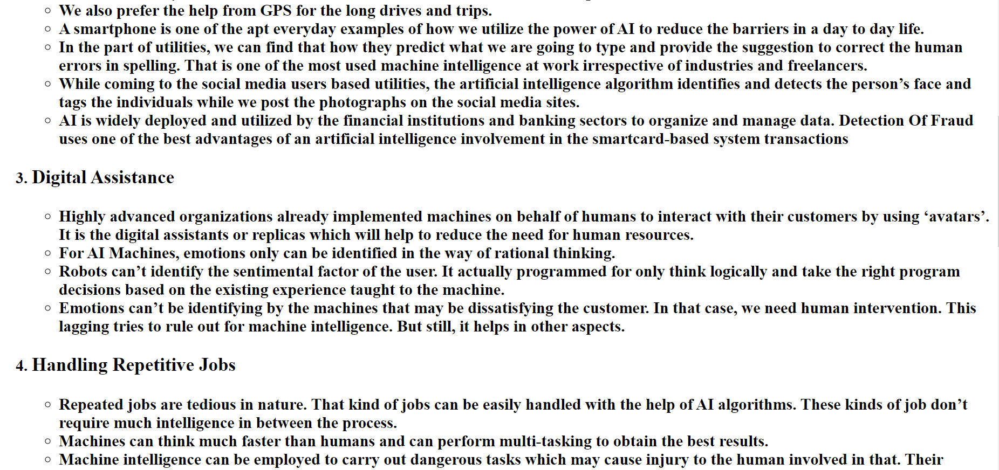 We also prefer the help from GPS for the long drives and trips.
A smartphone is one of the apt everyday examples of how we utilize the power of AI to reduce the barriers in a day to day life.
In the part of utilities, we can find that how they predict what we are going to type and provide the suggestion to correct the human
errors in spelling. That is one of the most used machine intelligence at work irrespective of industries and freelancers.
While coming to the social media users based utilities, the artificial intelligence algorithm identifies and detects the person’s face and
tags the individuals while we post the photographs on the social media sites.
AI is widely deployed and utilized by the financial institutions and banking sectors to organize and manage data. Detection Of Fraud
uses one of the best advantages of an artificial intelligence involvement in the smartcard-based system transactions
3. Digital Assistance
Highly advanced organizations already implemented machines on behalf of humans to interact with their customers by using ‘avatars’.
It is the digital assistants or replicas which will help to reduce the need for human resources.
For AI Machines, emotions only can be identified in the way of rational thinking.
Robots can’t identify the sentimental factor of the user. It actually programmed for only think logically and take the right program
decisions based on the existing experience taught to the machine.
Emotions can’t be identifying by the machines that may be dissatisfying the customer. In that case, we need human intervention. This
lagging tries to rule out for machine intelligence. But still, it helps in other aspects.
4. Handling Repetitive Jobs
Repeated jobs are tedious in nature. That kind of jobs can be easily handled with the help of AI algorithms. These kinds of job don’t
require much intelligence in between the process.
Machines can think much faster than humans and can perform multi-tasking to obtain the best results.
Machine intelligence can be employed to carry out dangerous tasks which may cause injury to the human involved in that. Their